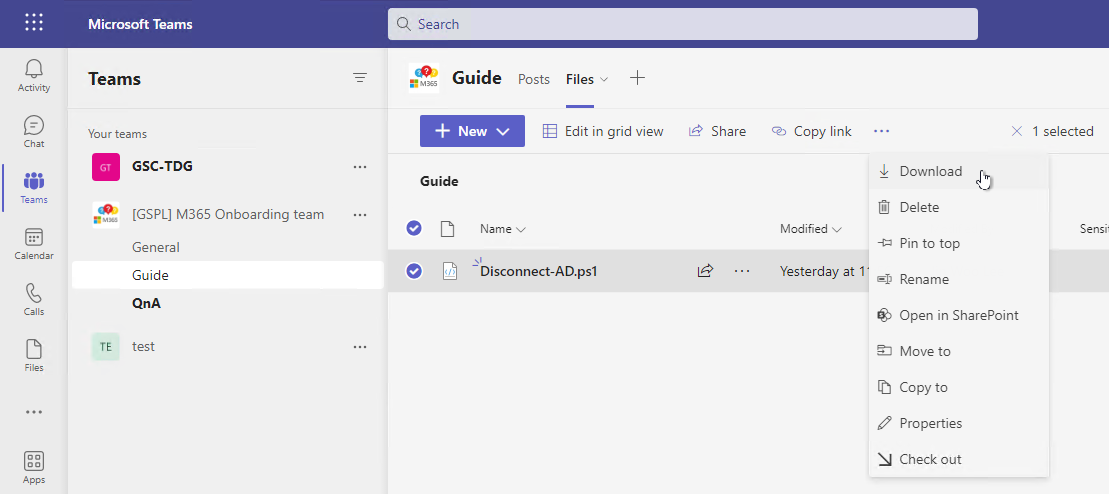 Microsoft Teams
Search
Activity
Chat
Teams
Calendar
Calls
Files
Apps
Teams
Your teams
GT GSC-TDG
[GSPL] M365 Onboarding team
General
Guide
QnA
TE test
M365 Guide Posts Files
New Edit in grid view Share Copy link 1 selected
Guide
Name Modified Sensi
Disconnect-AD.ps1 Yesterday at 11
Download
Delete
Pin to top
Rename
Open in SharePoint
Move to
Copy to
Properties
Check out